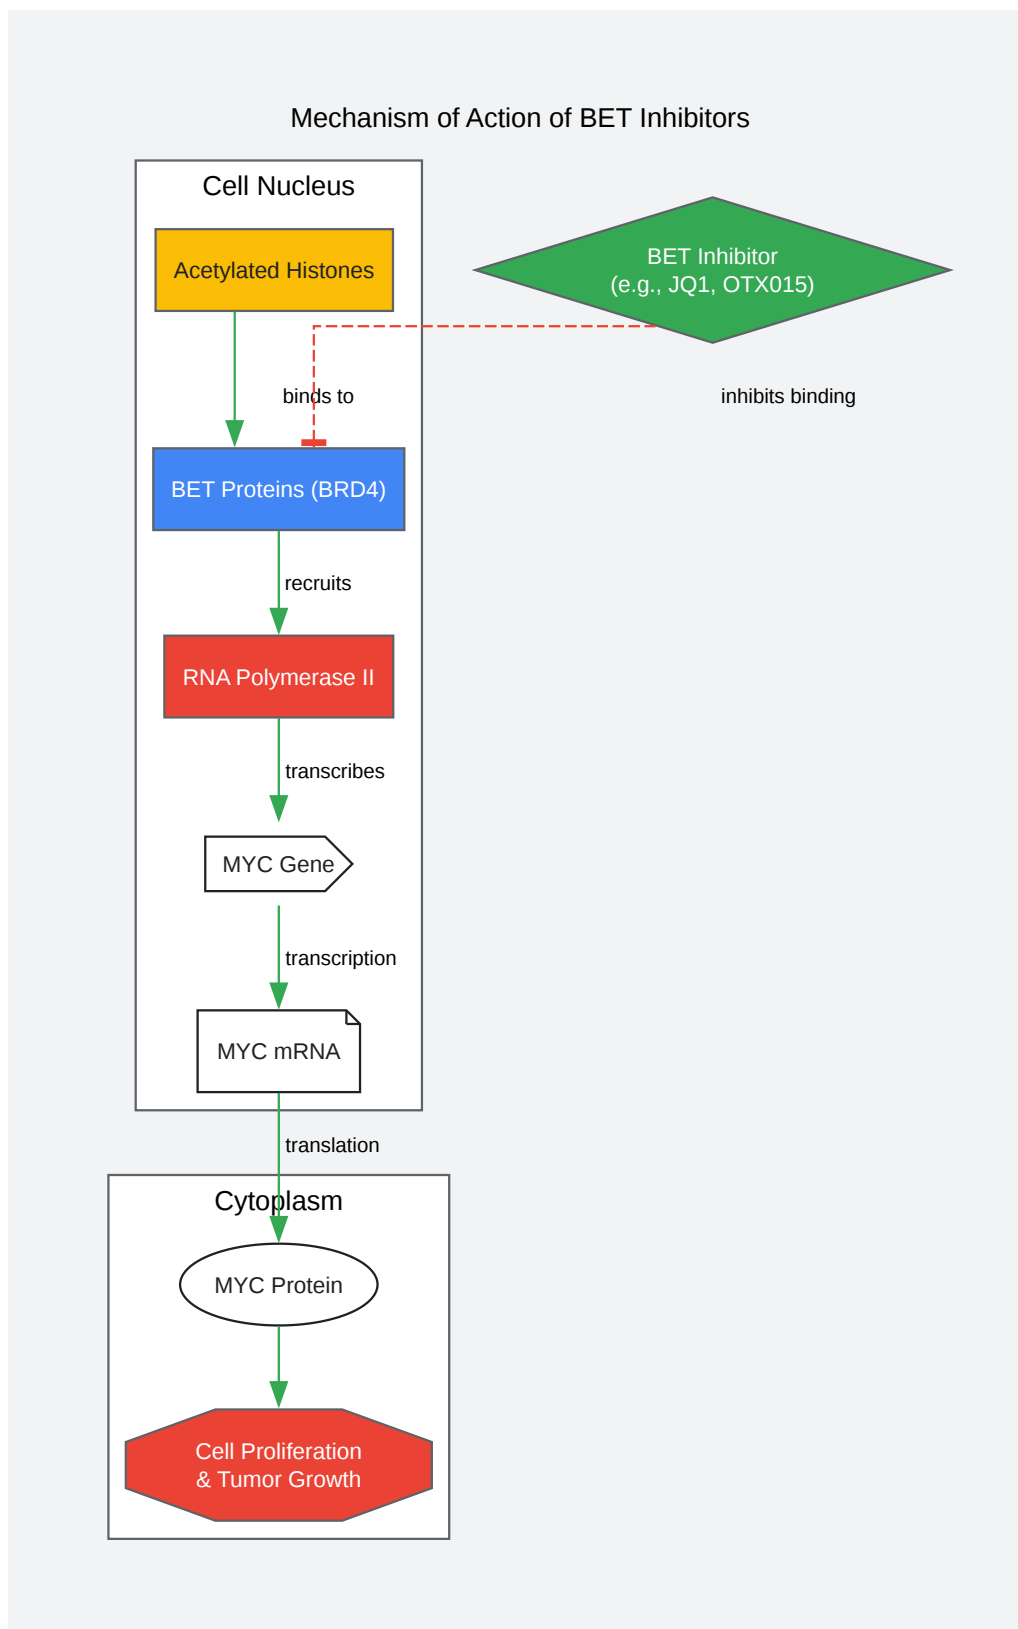 Mechanism of Action of BET Inhibitors
Cell Nucleus
Acetylated Histones
BET Inhibitor
(e.g., JQ1, OTX015)
binds to
inhibits binding
BET Proteins (BRD4)
recruits
RNA Polymerase II
transcribes
MYC Gene
transcription
MYC mRNA
translation
Cytoplasm
MYC Protein
Cell Proliferation
& Tumor Growth